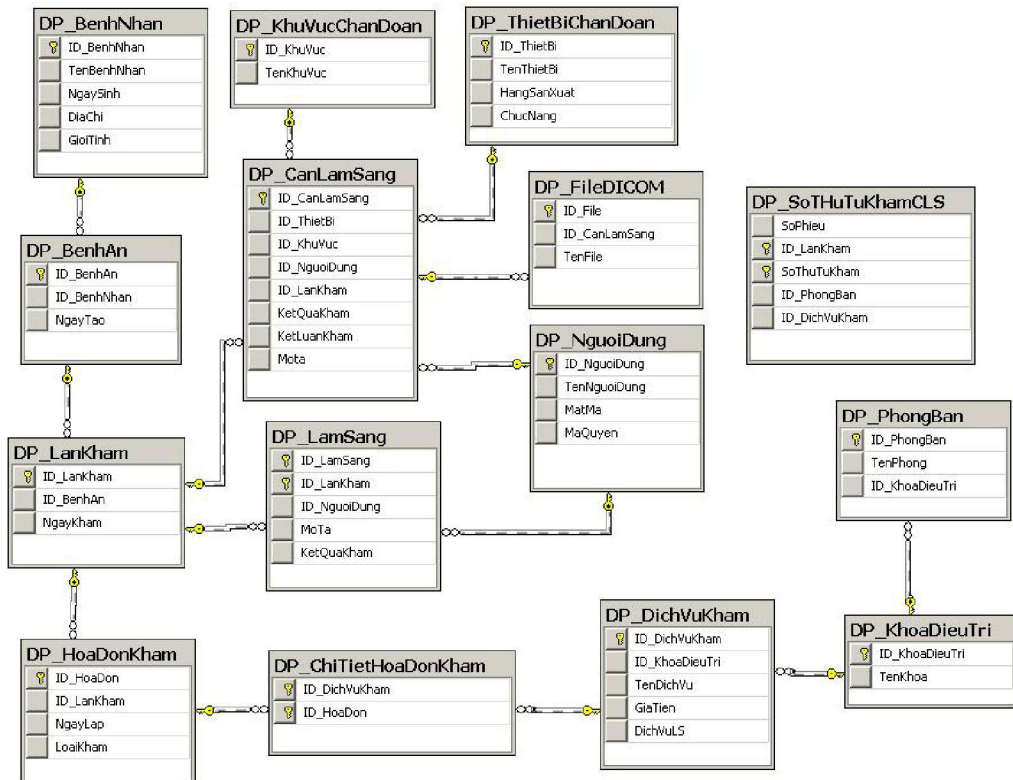 DP_BenhNhan
ID_BenhNhan
TenBenhNhan
NgaySinh
DiaChi
GioiTinh
DP_KhuVucChanDoan
ID_KhuVuc
TenKhuVuc
DP_ThietBiChanDoan
ID_ThietBi
TenThietBi
HangSanXuat
ChucNang
DP_CanLamSang
ID_CanLamSang
ID_ThietBi
ID_KhuVuc
ID_NguoiDung
ID_LanKham
KetQuaKham
KetLuanKham
Mota
DP_FileDICOM
ID_File
ID_CanLamSang
TenFile
DP_SoTHuTuKhamCLS
SoPhieu
ID_LanKham
SoThuTuKham
ID_PhongBan
ID_DichVuKham
DP_BenhAn
ID_BenhAn
ID_BenhNhan
NgayTao
DP_NguoiDung
ID_NguoiDung
TenNguoiDung
MatMa
MaQuyen
DP_LanKham
ID_LanKham
ID_BenhAn
NgayKham
DP_LamSang
ID_LamSang
ID_LanKham
ID_NguoiDung
MoTa
KetQuaKham
DP_PhongBan
ID_PhongBan
TenPhong
ID_KhoaDieuTri
DP_HoaDonKham
ID_HoaDon
ID_LanKham
NgayLap
LoaiKham
DP_ChiTietHoaDonKham
ID_DichVuKham
ID_HoaDon
DP_DichVuKham
ID_DichVuKham
ID_KhoaDieuTri
TenDichVu
GiaTien
DichVuLS
DP_KhoaDieuTri
ID_KhoaDieuTri
TenKhoa